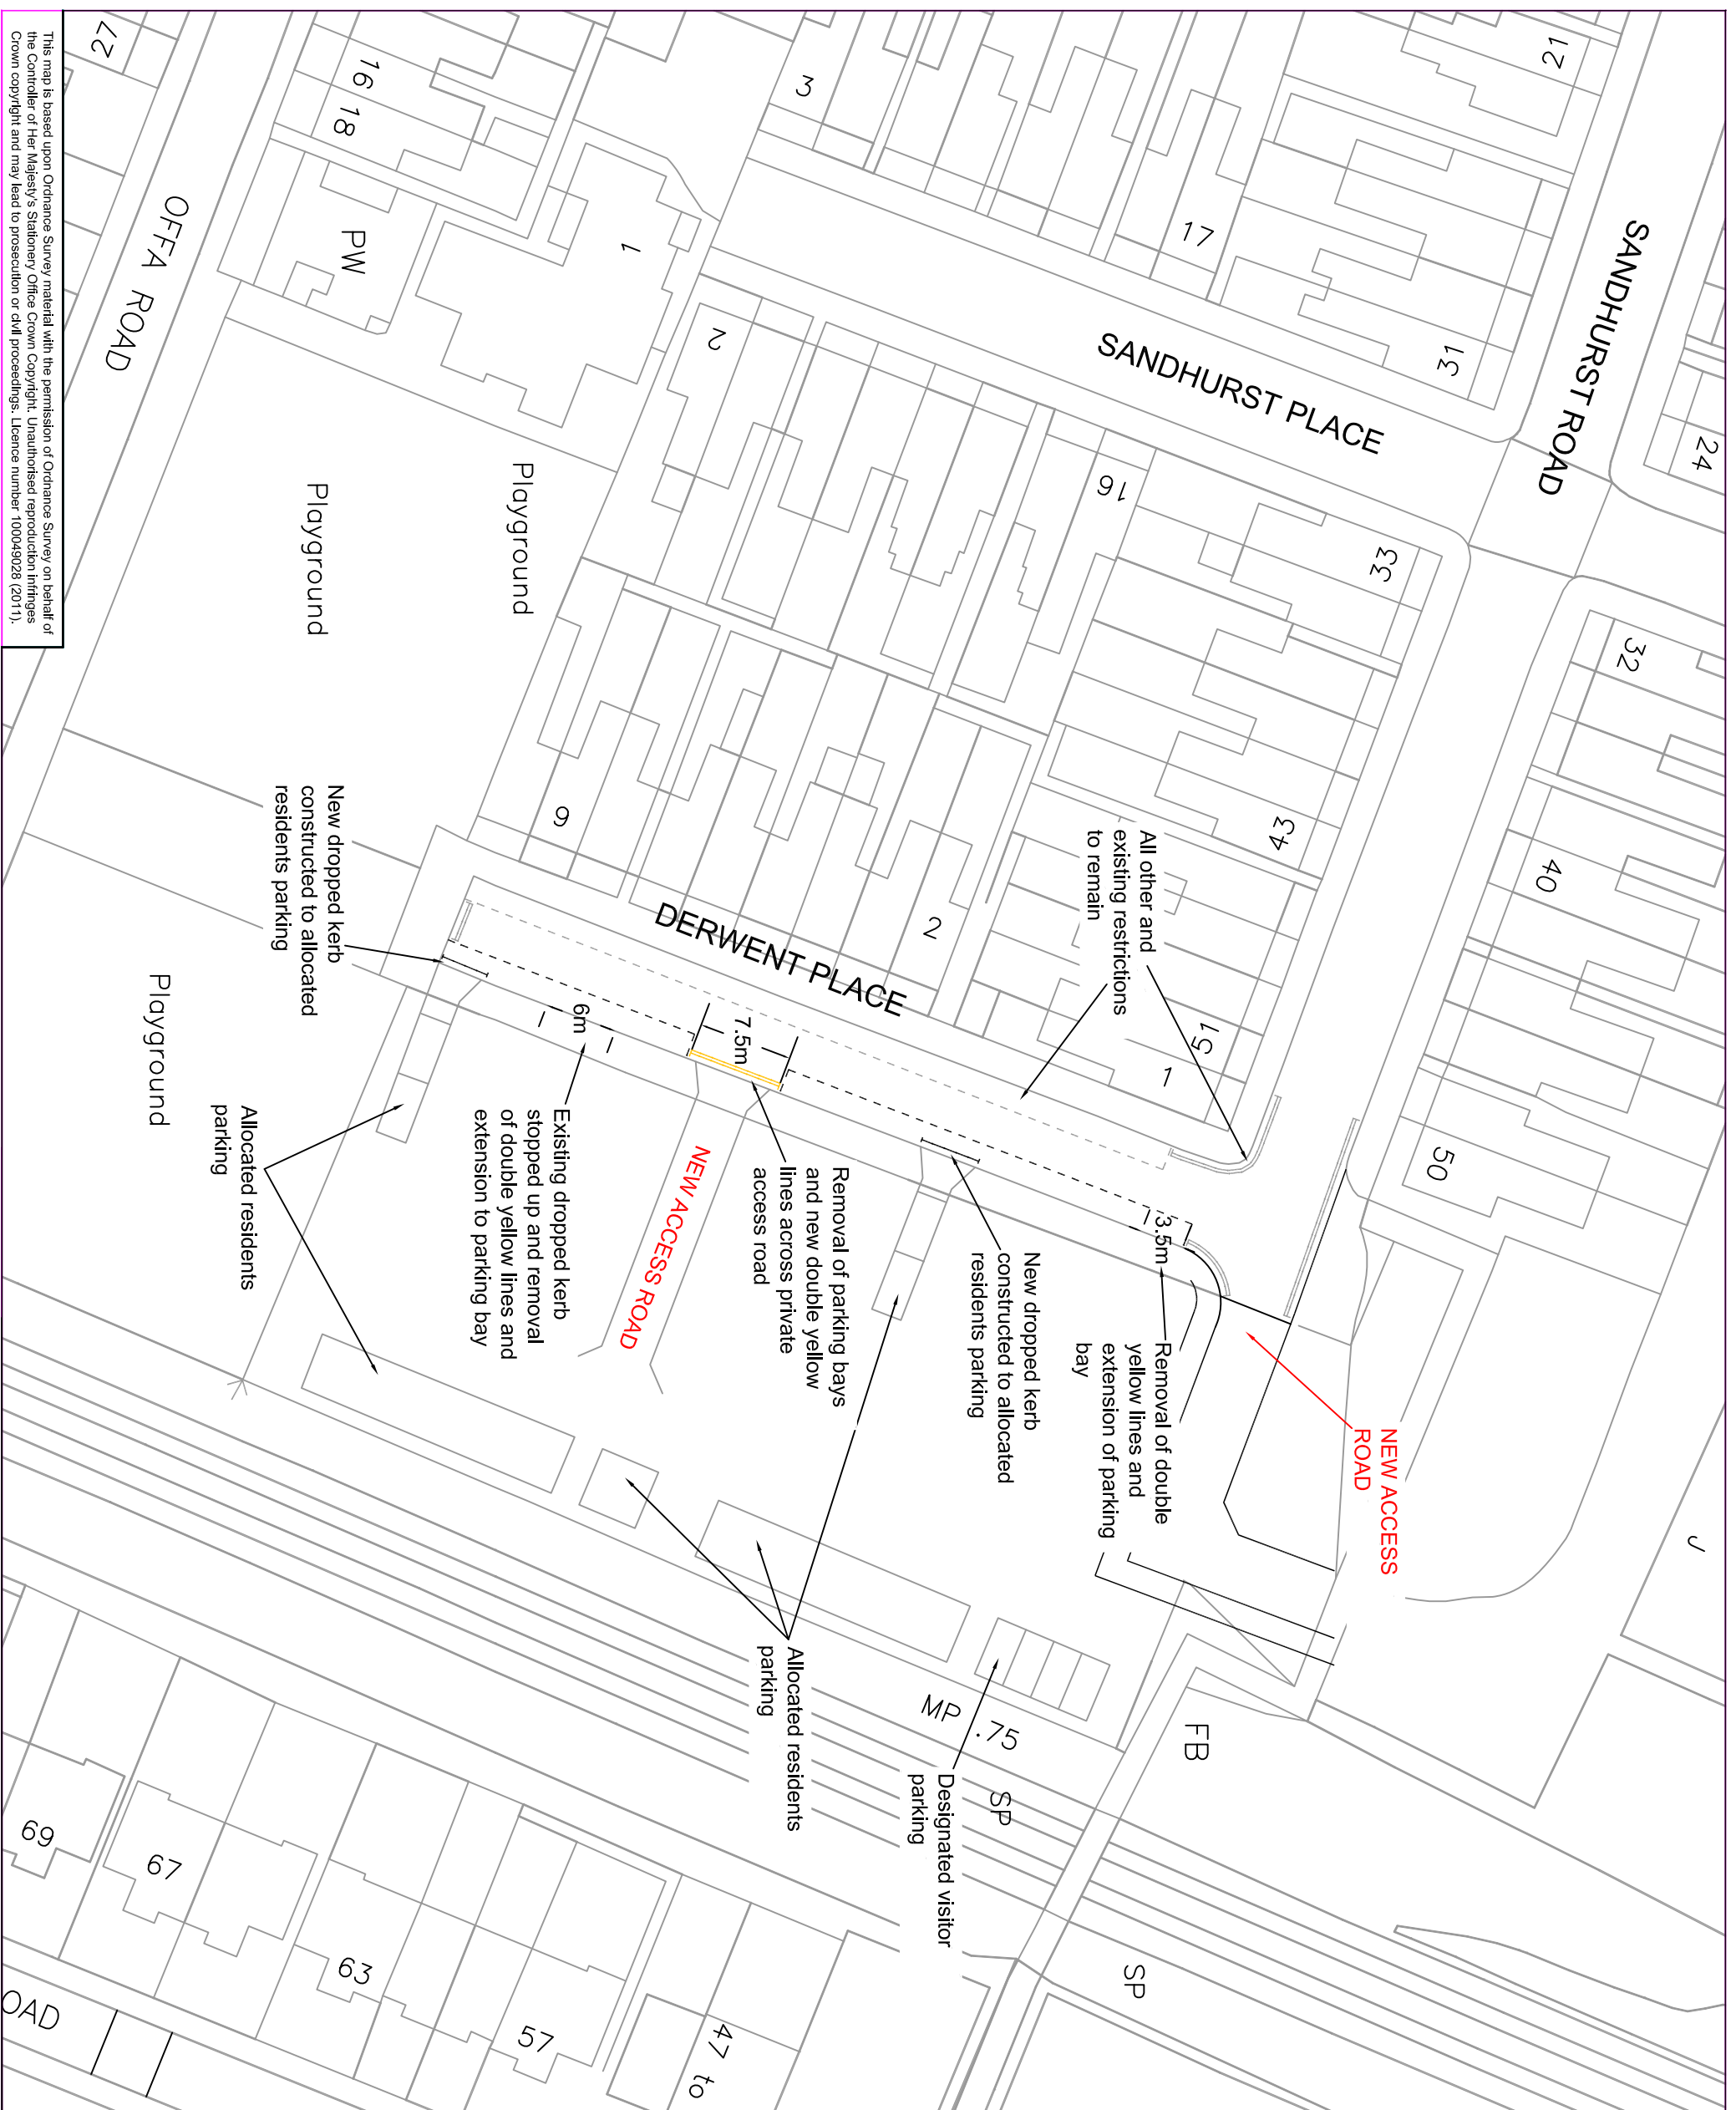 SANDHURST ROAD
SANDHURST PLACE
DERWENT PLACE
OFFA ROAD
OAD
21
24
31
17
3
33
32
16
43
40
51
1
50
2
9
2
1
PW
16
18
27
Playground
Playground
Playground
J
FB
SP
SP
MP .75
47 to
57
63
67
69
All other and
existing restrictions
to remain
NEW ACCESS
ROAD
3.5m
Removal of double
yellow lines and
extension of parking
bay
New dropped kerb
constructed to allocated
residents parking
7.5m
Removal of parking bays
and new double yellow
lines across private
access road
NEW ACCESS ROAD
6m
Existing dropped kerb
stopped up and removal
of double yellow lines and
extension to parking bay
New dropped kerb
constructed to allocated
residents parking
Allocated residents
parking
Allocated residents
parking
Designated visitor
parking
This map is based upon Ordnance Survey material with the permission of Ordnance Survey on behalf of
the Controller of Her Majesty's Stationery Office Crown Copyright. Unauthorised reproduction infringes
Crown copyright and may lead to prosecution or civil proceedings. Licence number 100049028 (2011).